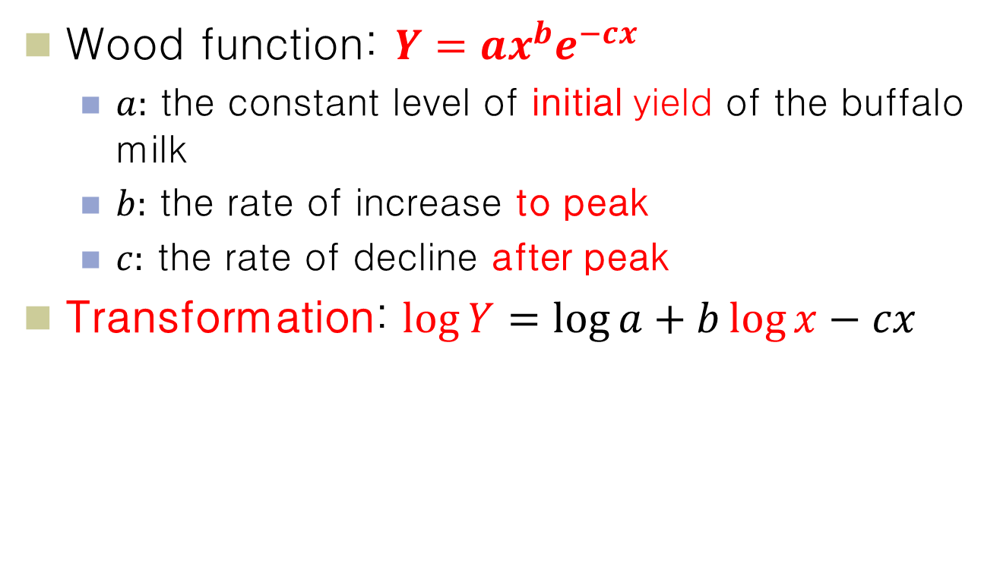 Wood function: Y = ax^b e^{-cx}
a: the constant level of initial yield of the buffalo
milk
b: the rate of increase to peak
c: the rate of decline after peak
Transformation: log Y = log a + b log x − cx